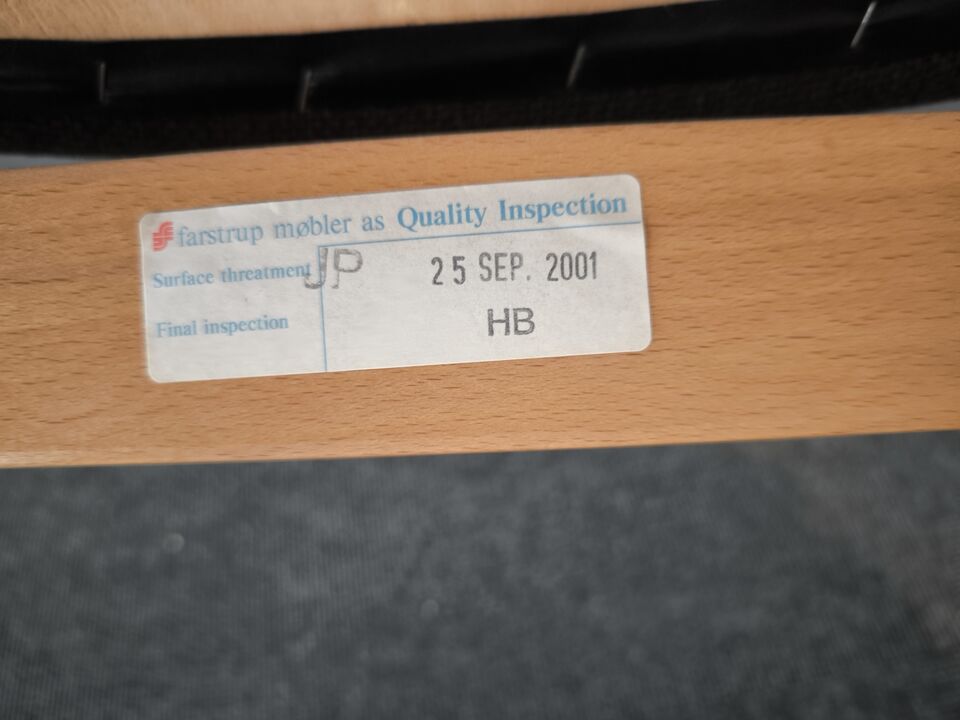 farstrup møbler as Quality Inspection
Surface threatment JP 25 SEP. 2001
Final inspection HB